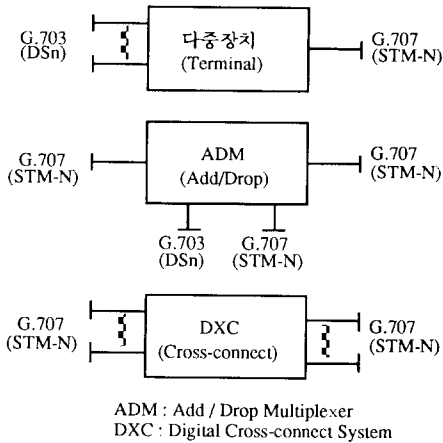 G.703
(DSn)
다중장치
(Terminal)
G.707
(STM-N)
G.707
(STM-N)
ADM
(Add/Drop)
G.707
(STM-N)
G.703
(DSn)
G.707
(STM-N)
G.707
(STM-N)
DXC
(Cross-connect)
G.707
(STM-N)
ADM : Add / Drop Multiplexer
DXC : Digital Cross-connect System